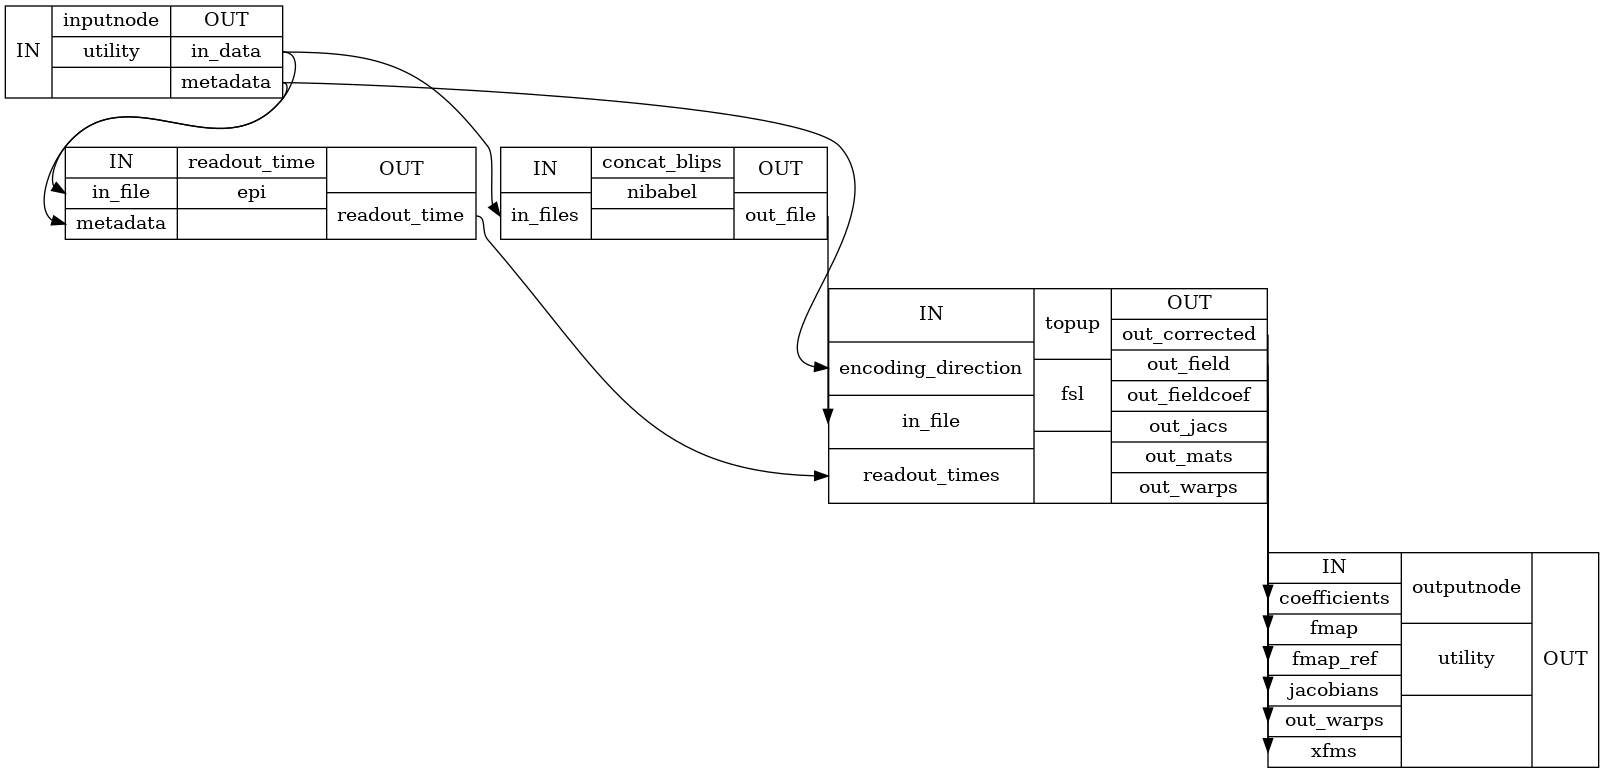 IN
inputnode
utility
OUT
in_data
metadata
IN
in_file
metadata
readout_time
epi
OUT
readout_time
IN
in_files
concat_blips
nibabel
OUT
out_file
IN
encoding_direction
in_file
readout_times
topup
fsl
OUT
out_corrected
out_field
out_fieldcoef
out_jacs
out_mats
out_warps
IN
coefficients
fmap
fmap_ref
jacobians
out_warps
xfms
outputnode
utility
OUT